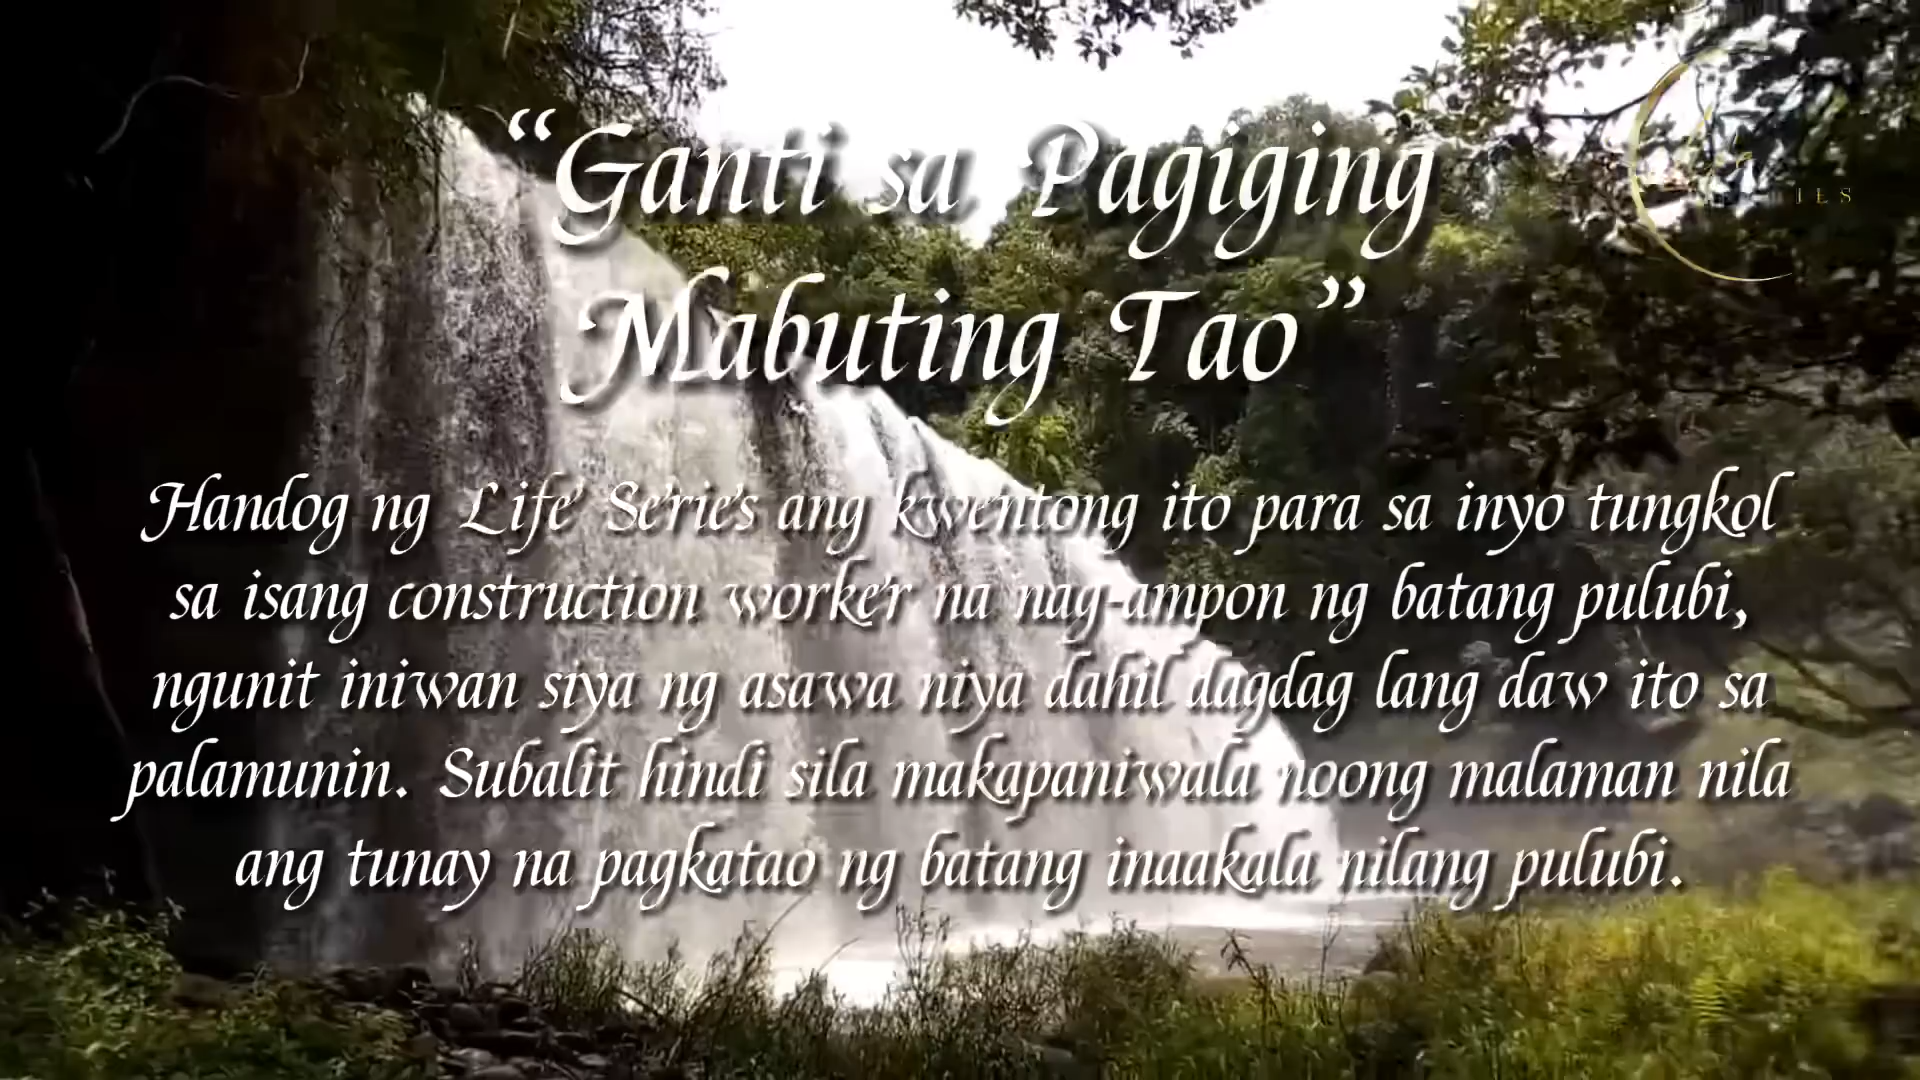 “Ganti sa Pagiging
Mabuting Tao”
Handog ng Life Series ang kwentong ito para sa inyo tungkol
sa isang construction worker na nag-ampon ng batang pulubi,
ngunit iniwan siya ng asawa niya dahil dagdag lang daw ito sa
palamunin. Subalit hindi sila makapaniwala noong malaman nila
ang tunay na pagkatao ng batang inaakala nilang pulubi.